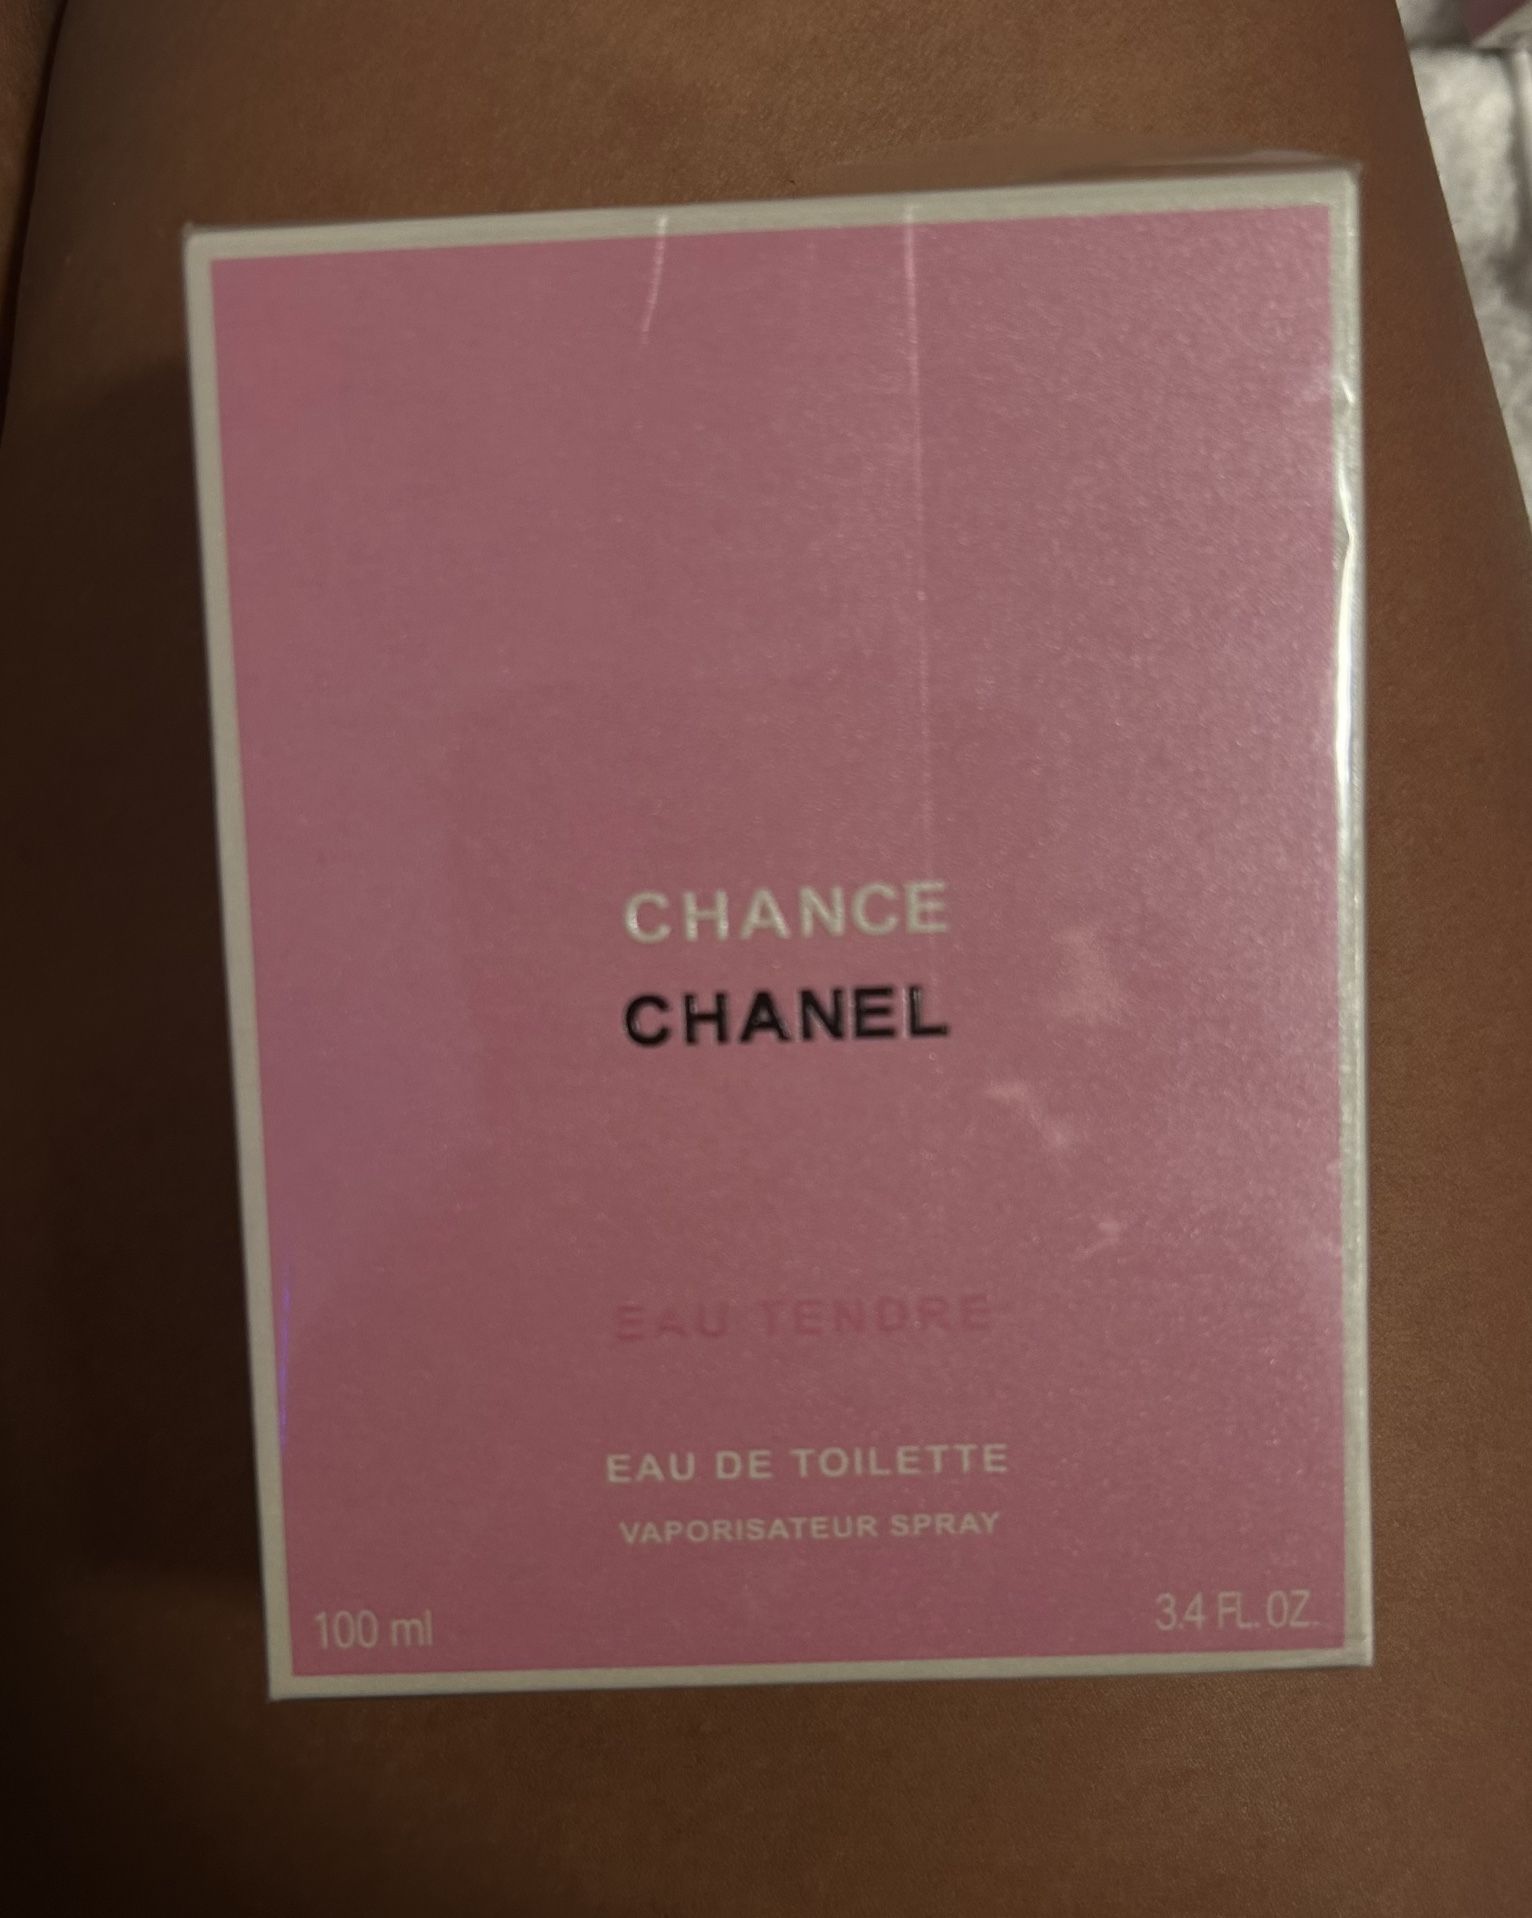 CHANCE
CHANEL
EAU TENDRE
EAU DE TOILETTE
VAPORISATEUR SPRAY
100 ml 3.4 FL. OZ.